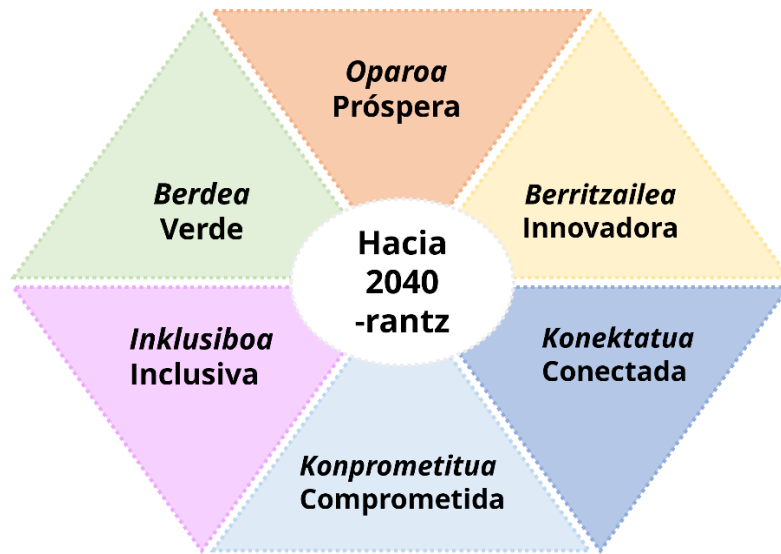 Oparoa
Próspera
Berdea
Verde
Berritzailea
Innovadora
Hacia
2040
-rantz
Inklusiboa
Inclusiva
Konektatua
Conectada
Konprometitua
Comprometida